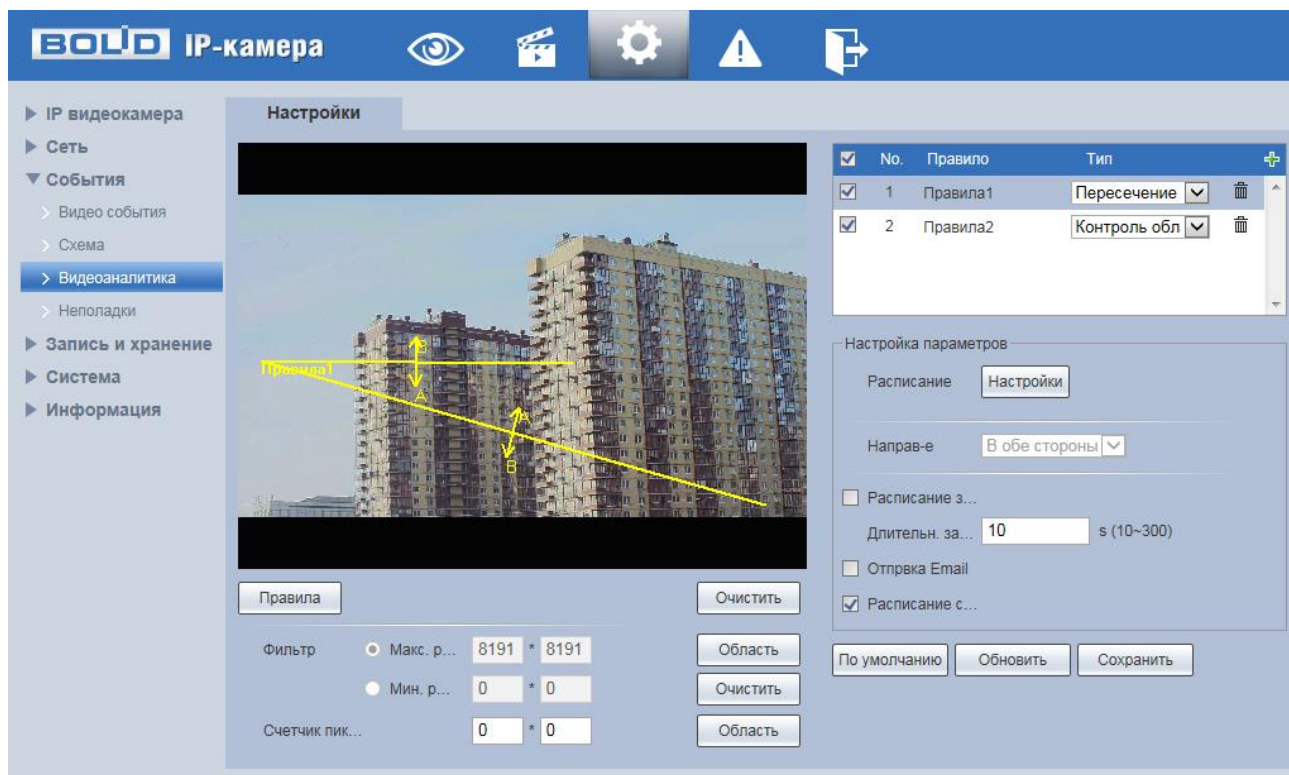 BOLID IP-камера
IP видеокамера
Сеть
События
Видео события
Схема
Видеоаналитика
Неполадки
Запись и хранение
Система
Информация
Настройки
Правила1
B
A
A
B
Правила
Очистить
Фильтр Макс. р... 8191 * 8191 Область
Мин. р... 0 * 0 Очистить
Счетчик пик... 0 * 0 Область
No. Правило Тип
1 Правила1 Пересечение
2 Правила2 Контроль обл
Настройка параметров
Расписание Настройки
Направ-е В обе стороны
Расписание з...
Длительн. за... 10 s (10~300)
Отпрвка Email
Расписание с...
По умолчанию Обновить Сохранить